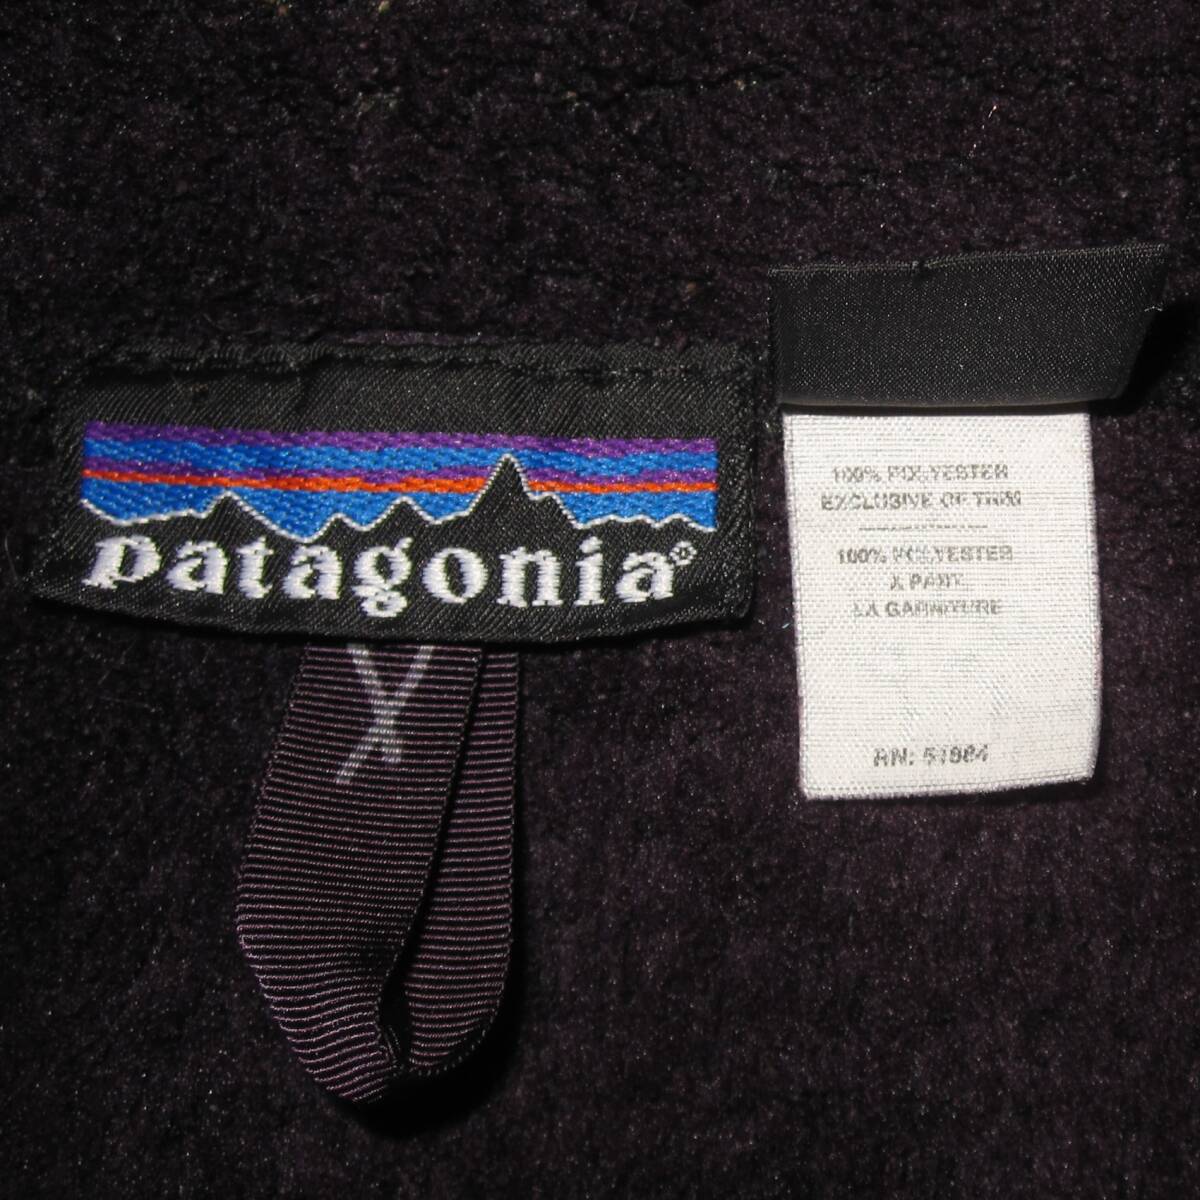 patagonia®
100% POLYESTER
EXCLUSIVE OF TRIM
100% POLYESTER
À PART
LA GARNITURE
RN: 51884